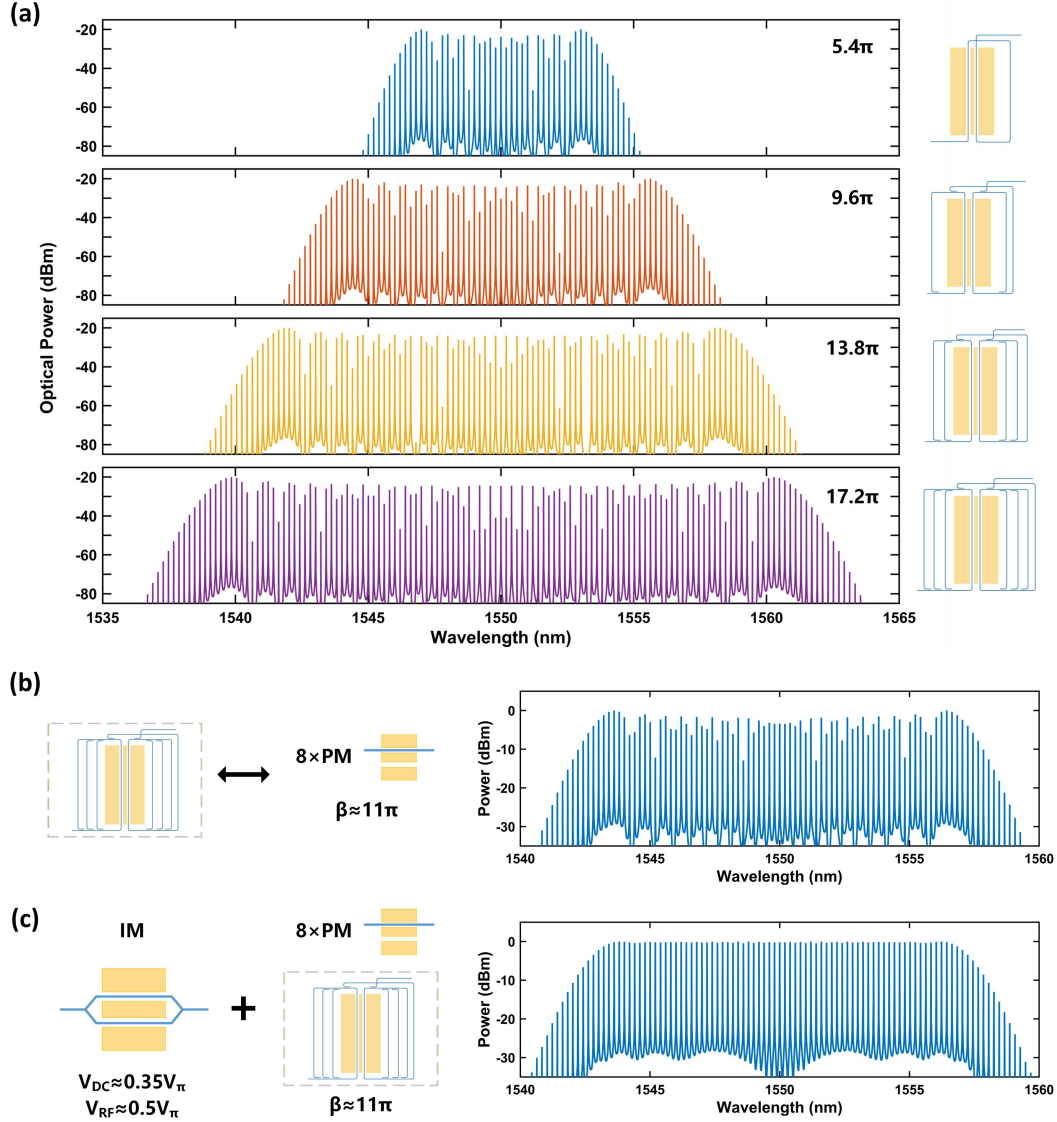 (a)
-20
-40
-60
-80
5.4π
-20
-40
-60
-80
9.6π
-20
-40
-60
-80
13.8π
-20
-40
-60
-80
17.2π
Optical Power (dBm)
1535 1540 1545 1550 1555 1560 1565
Wavelength (nm)
(b)
8×PM
β≈11π
0
-10
-20
-30
Power (dBm)
1540 1545 1550 1555 1560
Wavelength (nm)
(c)
IM
V_DC≈0.35V_π
V_RF≈0.5V_π
8×PM
β≈11π
0
-10
-20
-30
Power (dBm)
1540 1545 1550 1555 1560
Wavelength (nm)